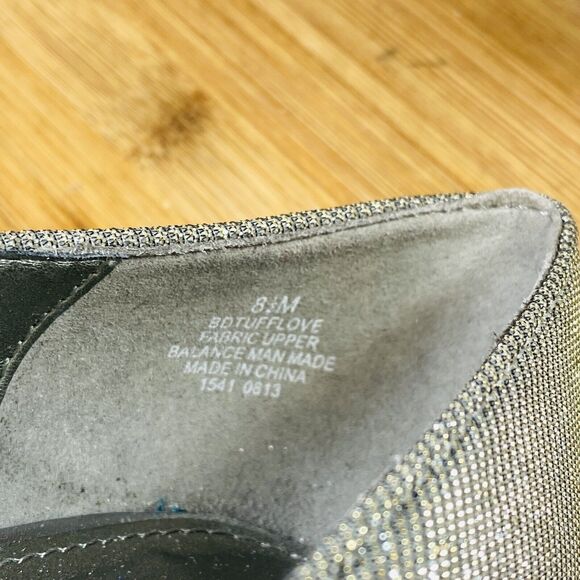 8½M
BDTUFFLOVE
FABRIC UPPER
BALANCE MAN MADE
MADE IN CHINA
1541 0813